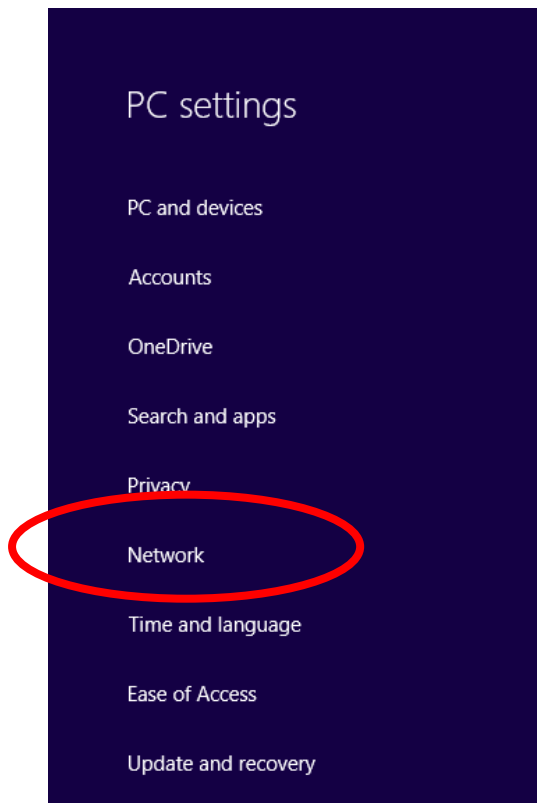 PC settings
PC and devices
Accounts
OneDrive
Search and apps
Privacy
Network
Time and language
Ease of Access
Update and recovery